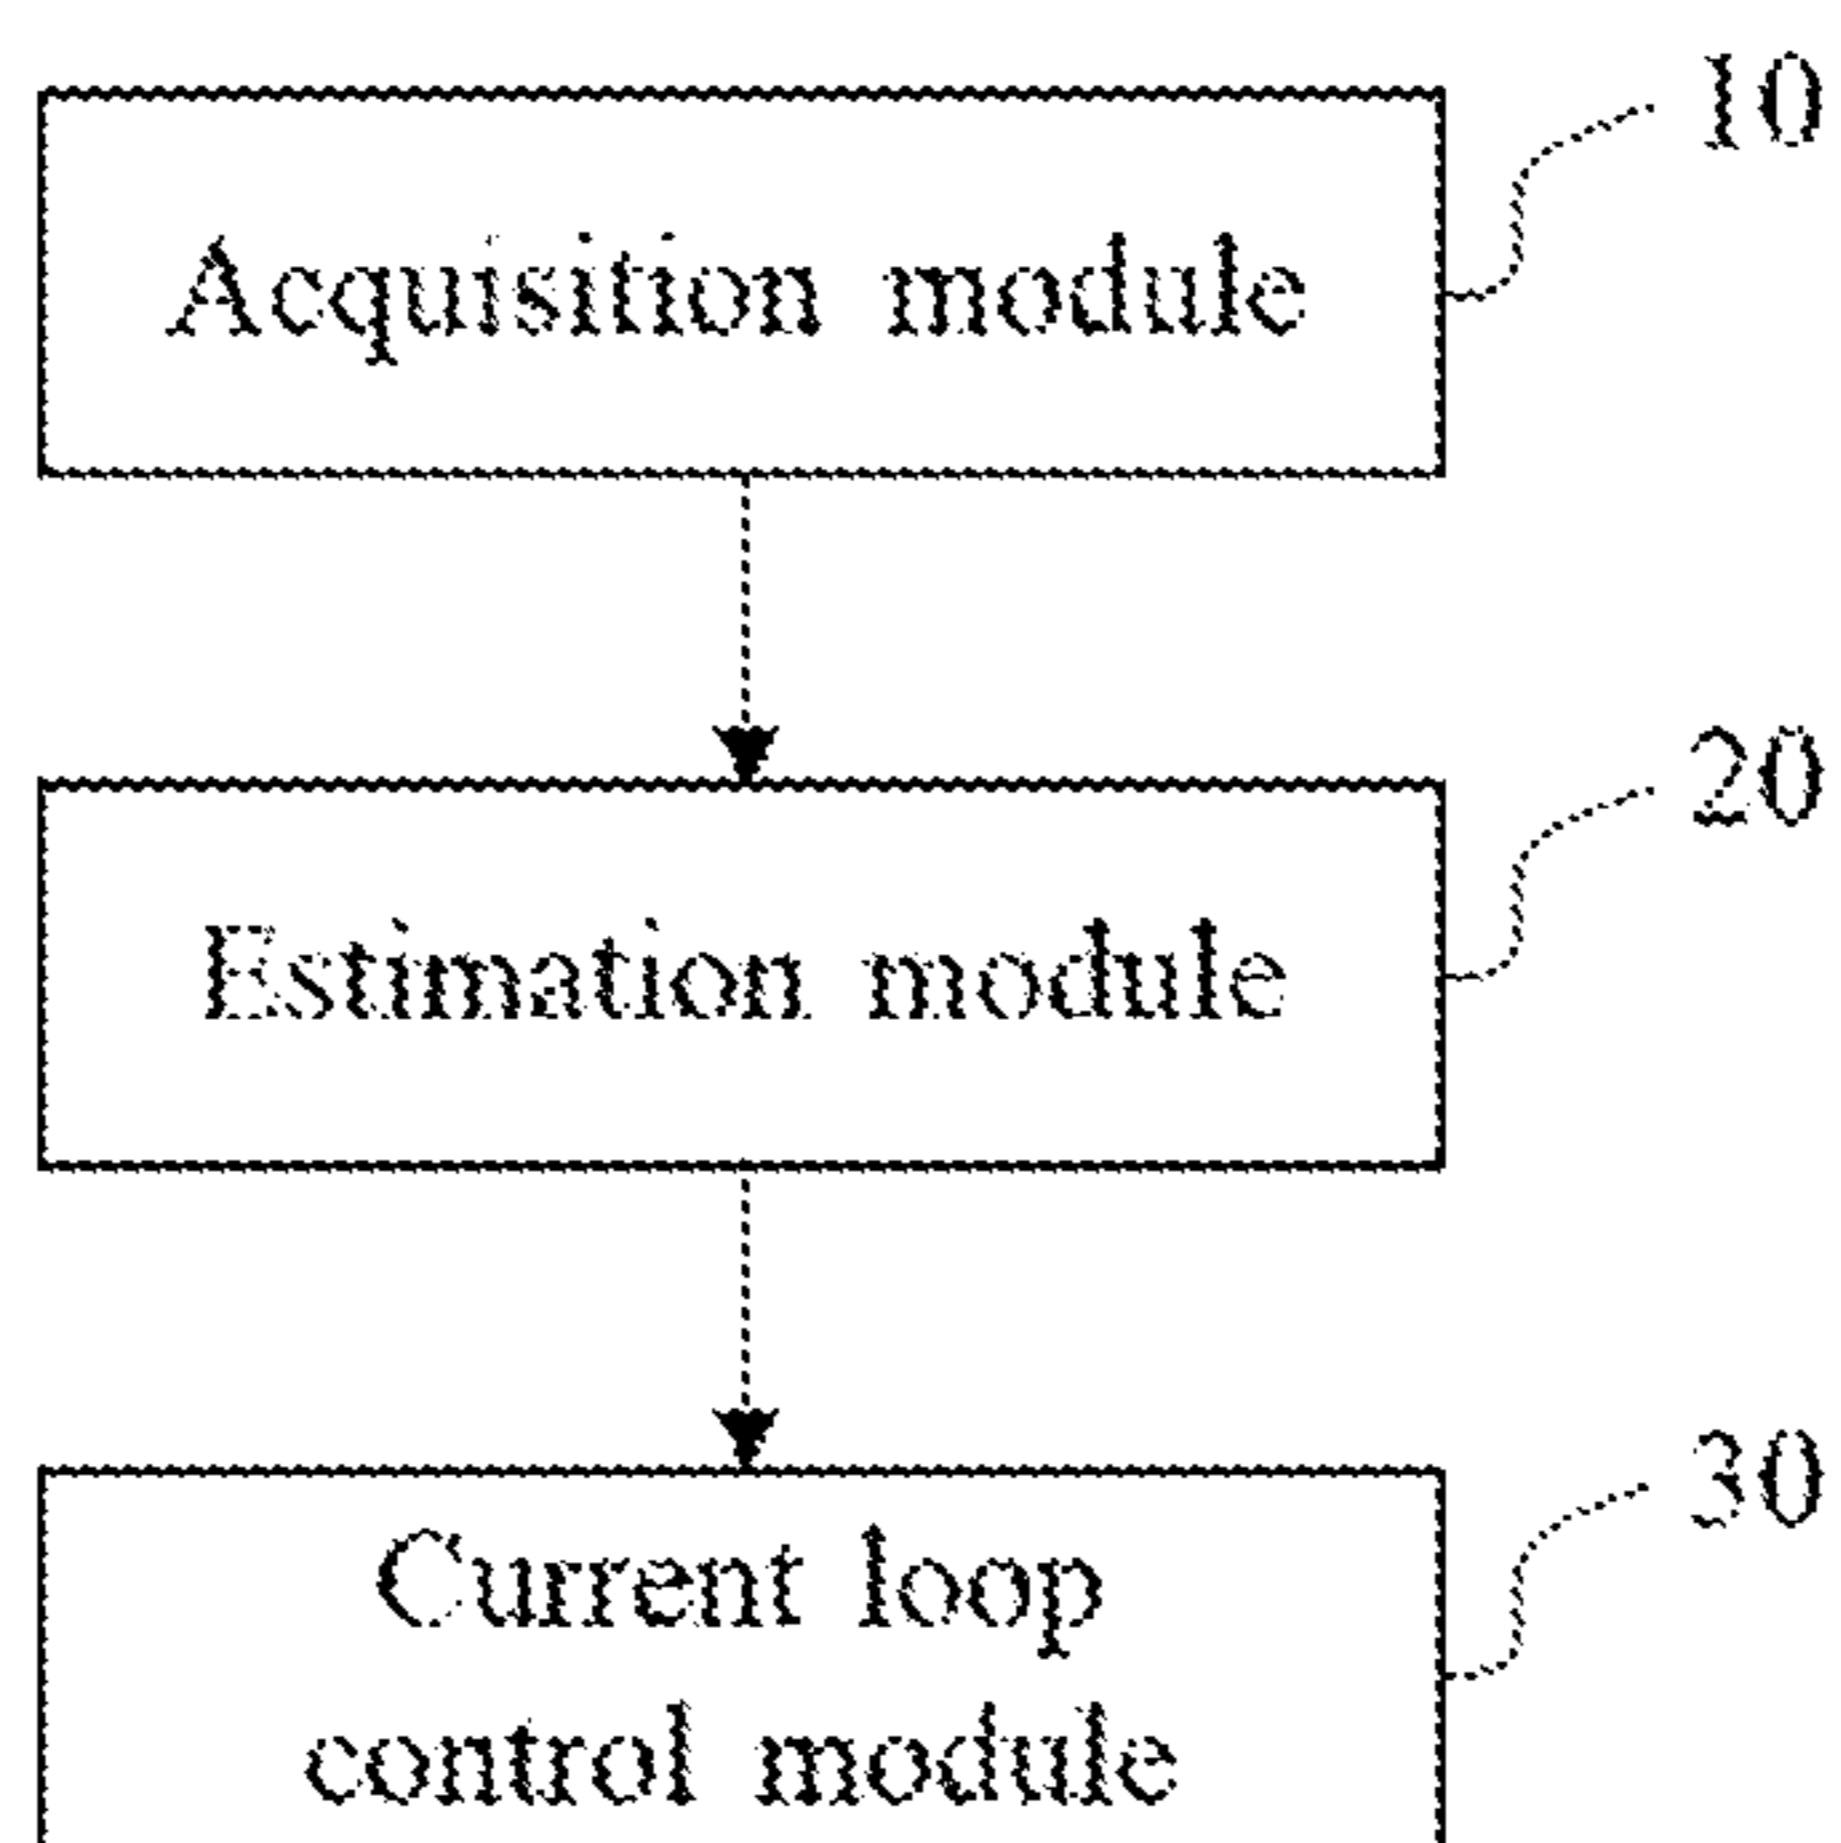 10
Acquisition module
20
Estimation module
30
Current loop
control module